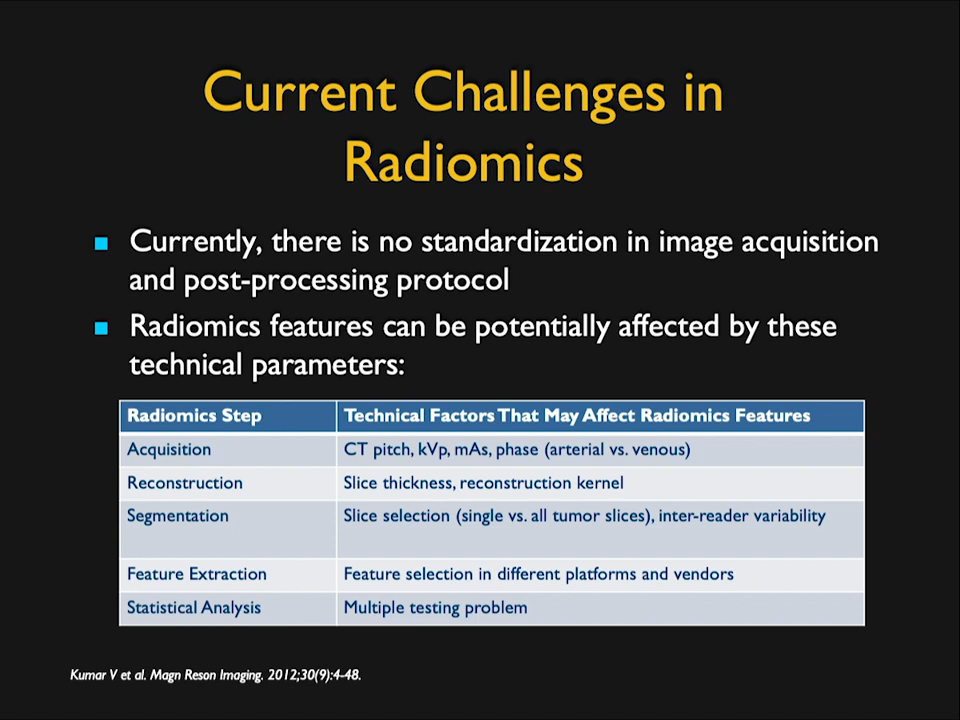 Current Challenges in
Radiomics
Currently, there is no standardization in image acquisition
and post-processing protocol
Radiomics features can be potentially affected by these
technical parameters:
Radiomics Step Technical Factors That May Affect Radiomics Features
Acquisition CT pitch, kVp, mAs, phase (arterial vs. venous)
Reconstruction Slice thickness, reconstruction kernel
Segmentation Slice selection (single vs. all tumor slices), inter-reader variability
Feature Extraction Feature selection in different platforms and vendors
Statistical Analysis Multiple testing problem
Kumar V et al. Magn Reson Imaging. 2012;30(9):4-48.